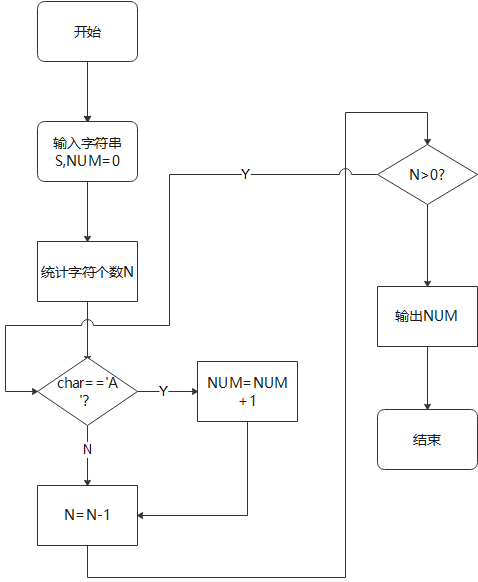 开始
输入字符串
S,NUM=0
统计字符个数N
char=='A
'?
Y
NUM=NUM
+1
N
N=N-1
Y
N>0?
输出NUM
结束